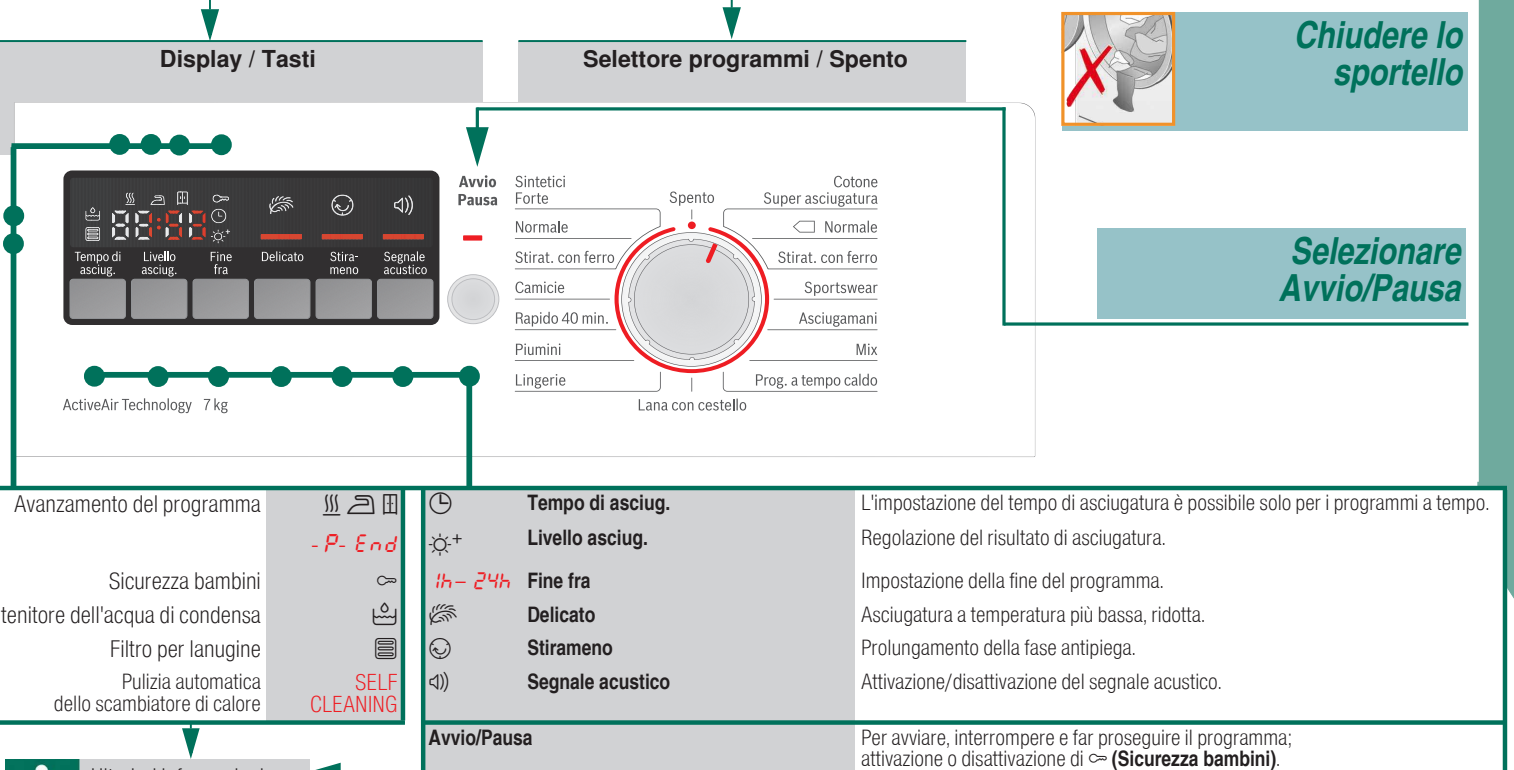 Display / Tasti
Selettore programmi / Spento
Chiudere lo
sportello
Selezionare
Avvio/Pausa
Tempo di
asciug.
Livello
asciug.
Fine
fra
Delicato
Stira-
meno
Segnale
acustico
Avvio
Pausa
Sintetici
Forte
Normale
Stirat. con ferro
Camicie
Rapido 40 min.
Piumini
Lingerie
Spento
Cotone
Super asciugatura
Normale
Stirat. con ferro
Sportswear
Asciugamani
Mix
Prog. a tempo caldo
Lana con cestello
ActiveAir Technology 7 kg
Avanzamento del programma
- P- End
Sicurezza bambini
tenitore dell'acqua di condensa
Filtro per lanugine
Pulizia automatica
dello scambiatore di calore
SELF
CLEANING
Tempo di asciug. L'impostazione del tempo di asciugatura è possibile solo per i programmi a tempo.
Livello asciug. Regolazione del risultato di asciugatura.
1h– 24h Fine fra Impostazione della fine del programma.
Delicato Asciugatura a temperatura più bassa, ridotta.
Stirameno Prolungamento della fase antipiega.
Segnale acustico Attivazione/disattivazione del segnale acustico.
Avvio/Pausa Per avviare, interrompere e far proseguire il programma;
attivazione o disattivazione di (Sicurezza bambini).